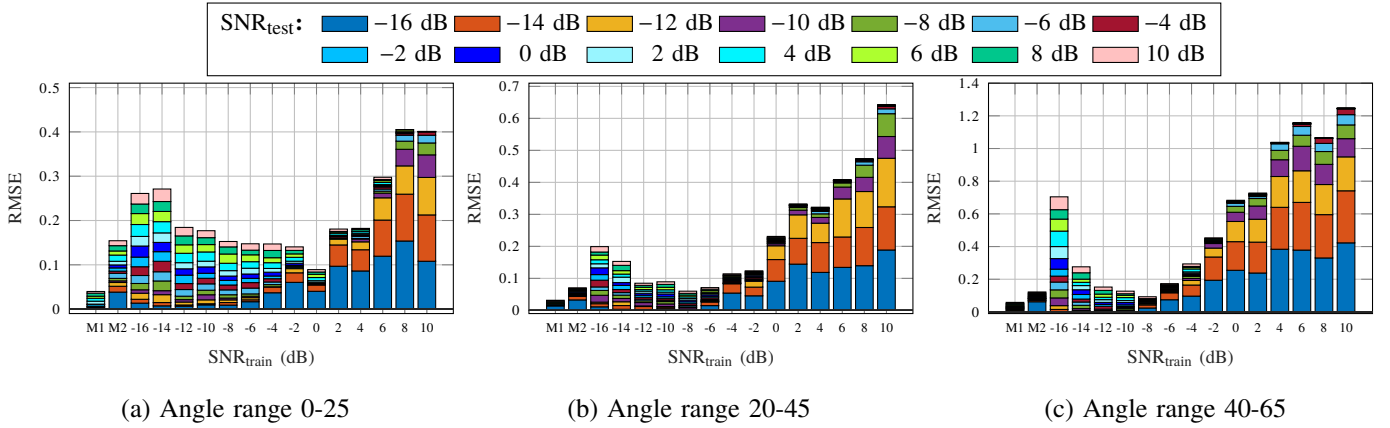 SNRtest: −16 dB −14 dB −12 dB −10 dB −8 dB −6 dB −4 dB
−2 dB 0 dB 2 dB 4 dB 6 dB 8 dB 10 dB
0.5
0.4
0.3
0.2
0.1
0
RMSE
M1 M2 -16 -14 -12 -10 -8 -6 -4 -2 0 2 4 6 8 10
SNRtrain (dB)
(a) Angle range 0-25
0.7
0.6
0.5
0.4
0.3
0.2
0.1
0
RMSE
M1 M2 -16 -14 -12 -10 -8 -6 -4 -2 0 2 4 6 8 10
SNRtrain (dB)
(b) Angle range 20-45
1.4
1.2
1
0.8
0.6
0.4
0.2
0
RMSE
M1 M2 -16 -14 -12 -10 -8 -6 -4 -2 0 2 4 6 8 10
SNRtrain (dB)
(c) Angle range 40-65